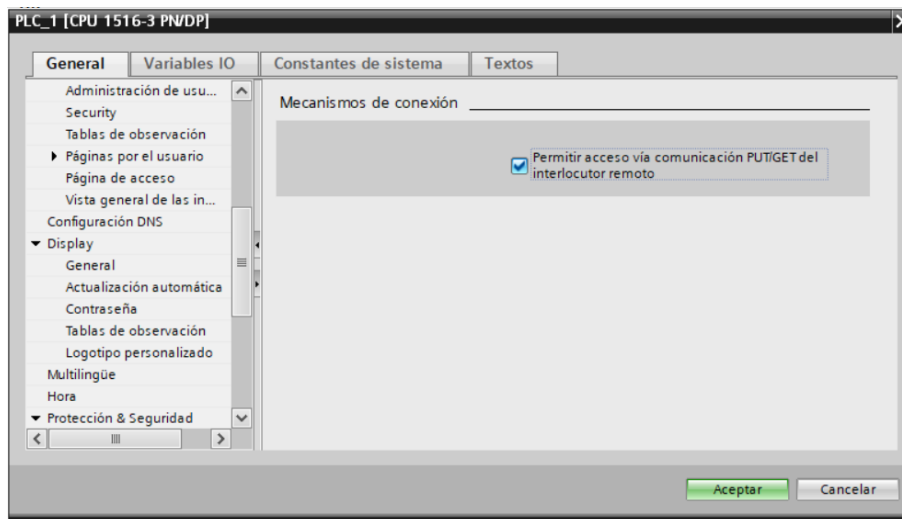 PLC_1 [CPU 1516-3 PN/DP]
General
Variables IO
Constantes de sistema
Textos
Administración de usu...
Security
Tablas de observación
Páginas por el usuario
Página de acceso
Vista general de las in...
Configuración DNS
Display
General
Actualización automática
Contraseña
Tablas de observación
Logotipo personalizado
Multilingüe
Hora
Protección & Seguridad
Mecanismos de conexión
Permitir acceso vía comunicación PUT/GET del
interlocutor remoto
Aceptar
Cancelar